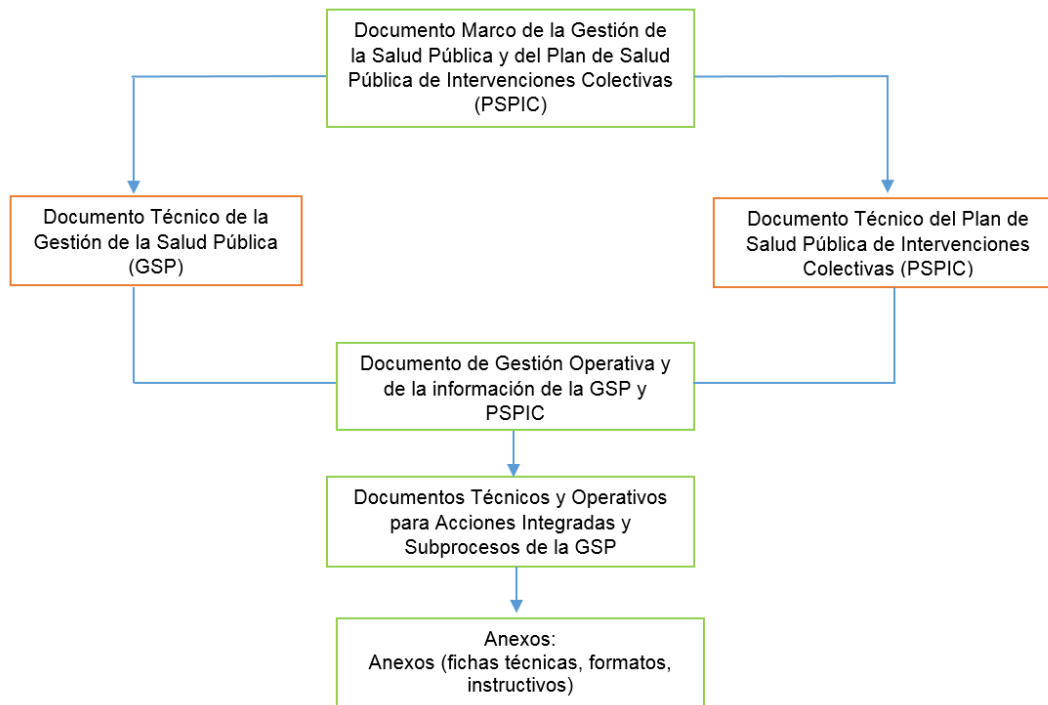 Documento Marco de la Gestión de
la Salud Pública y del Plan de Salud
Pública de Intervenciones Colectivas
(PSPIC)
Documento Técnico de la
Gestión de la Salud Pública
(GSP)
Documento Técnico del Plan de
Salud Pública de Intervenciones
Colectivas (PSPIC)
Documento de Gestión Operativa y
de la información de la GSP y
PSPIC
Documentos Técnicos y Operativos
para Acciones Integradas y
Subprocesos de la GSP
Anexos:
Anexos (fichas técnicas, formatos,
instructivos)